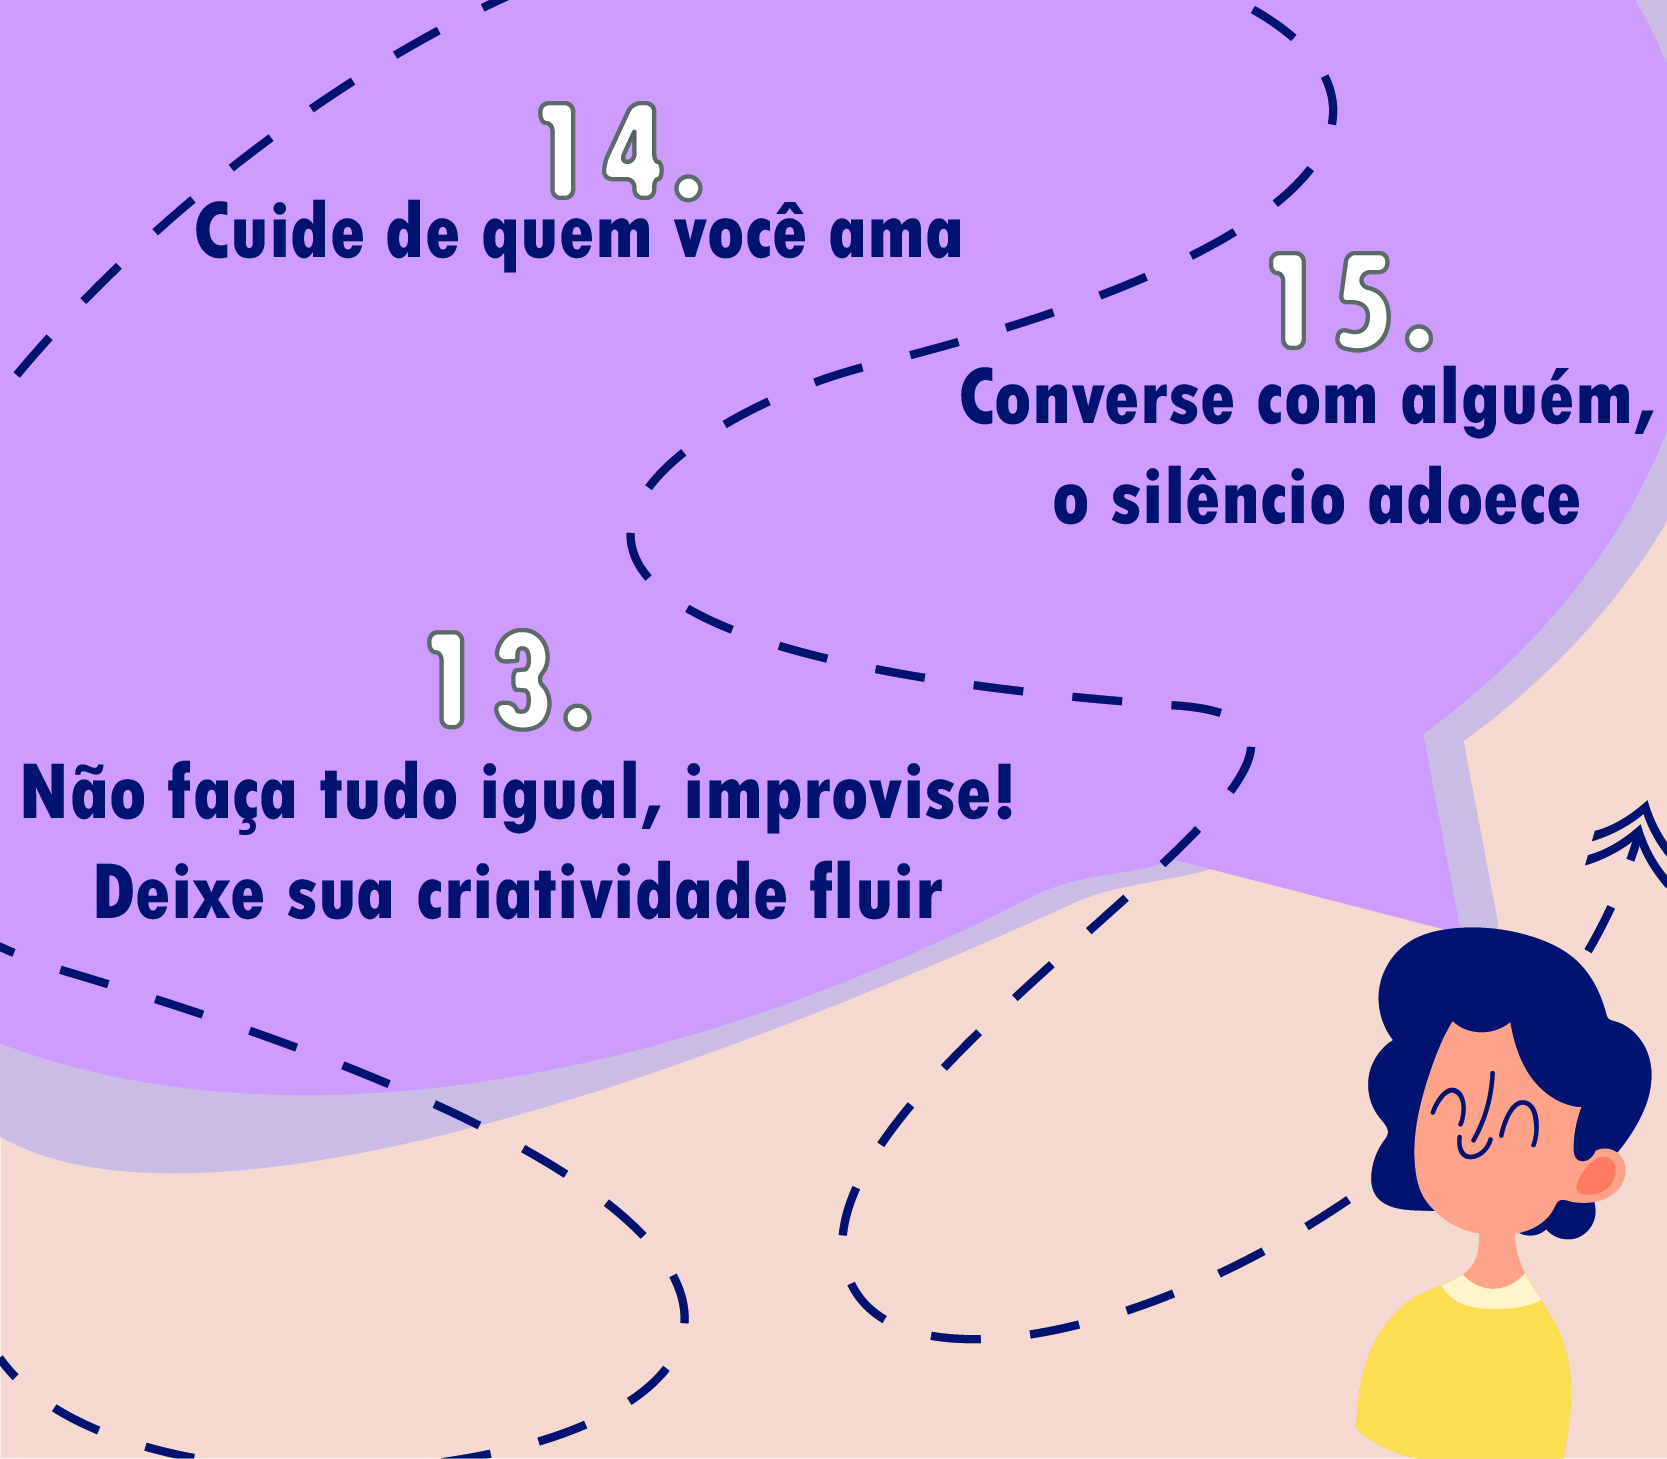 14.
Cuide de quem você ama
15.
Converse com alguém,
o silêncio adoece
13.
Não faça tudo igual, improvise!
Deixe sua criatividade fluir